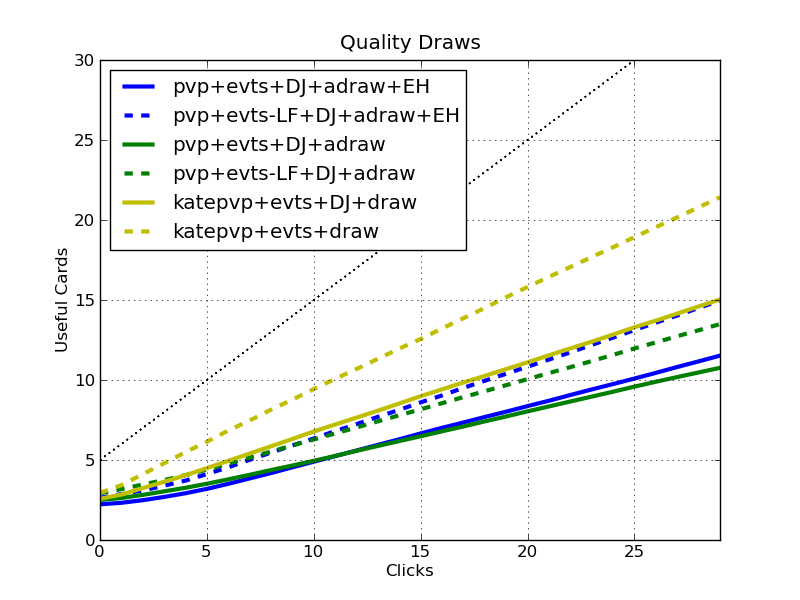 Quality Draws
30
25
20
15
10
5
0
Useful Cards
pvp+evts+DJ+adraw+EH
pvp+evts-LF+DJ+adraw+EH
pvp+evts+DJ+adraw
pvp+evts-LF+DJ+adraw
katepvp+evts+DJ+draw
katepvp+evts+draw
0 5 10 15 20 25
Clicks